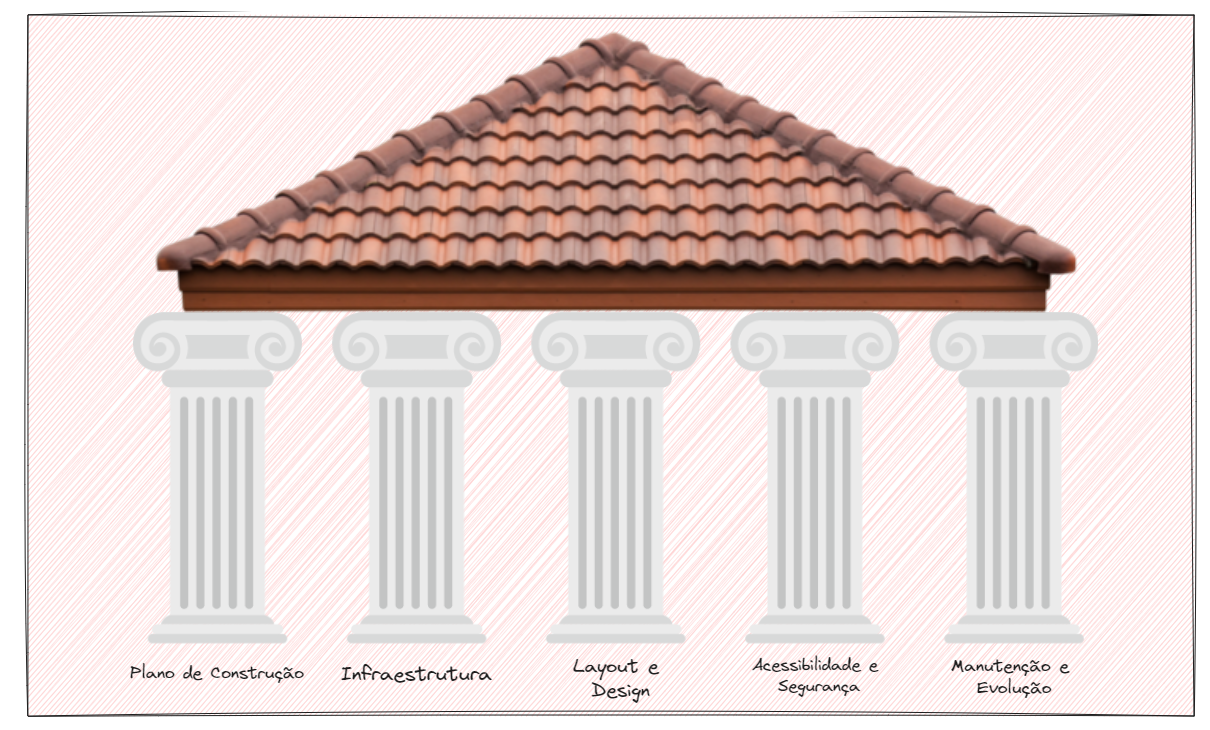 Plano de Construção
Infraestrutura
Layout e
Design
Acessibilidade e
Segurança
Manutenção e
Evolução